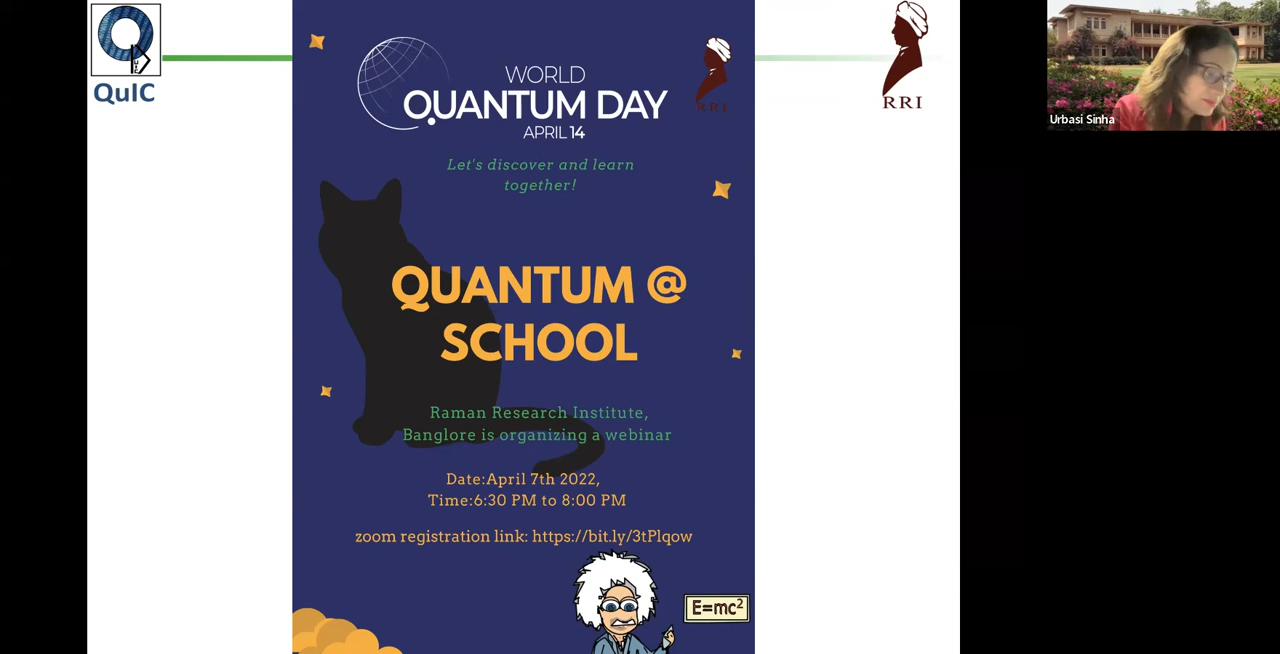 QuIC
RRI
WORLD
QUANTUM DAY
APRIL 14
RRI
Let's discover and learn
together!
QUANTUM @
SCHOOL
Raman Research Institute,
Banglore is organizing a webinar
Date:April 7th 2022,
Time:6:30 PM to 8:00 PM
zoom registration link: https://bit.ly/3tPlqow
E=mc²
Urbasi Sinha